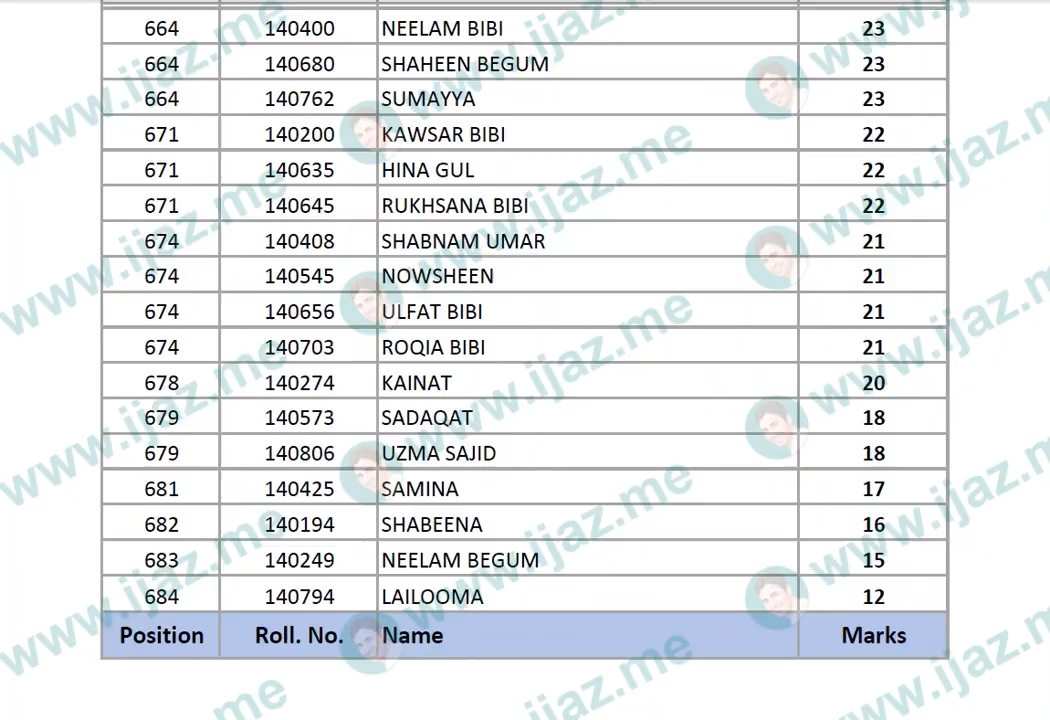 664 140400 NEELAM BIBI 23
664 140680 SHAHEEN BEGUM 23
664 140762 SUMAYYA 23
671 140200 KAWSAR BIBI 22
671 140635 HINA GUL 22
671 140645 RUKHSANA BIBI 22
674 140408 SHABNAM UMAR 21
674 140545 NOWSHEEN 21
674 140656 ULFAT BIBI 21
674 140703 ROQIA BIBI 21
678 140274 KAINAT 20
679 140573 SADAQAT 18
679 140806 UZMA SAJID 18
681 140425 SAMINA 17
682 140194 SHABEENA 16
683 140249 NEELAM BEGUM 15
684 140794 LAILOOMA 12
Position Roll. No. Name Marks
www.ijaz.me